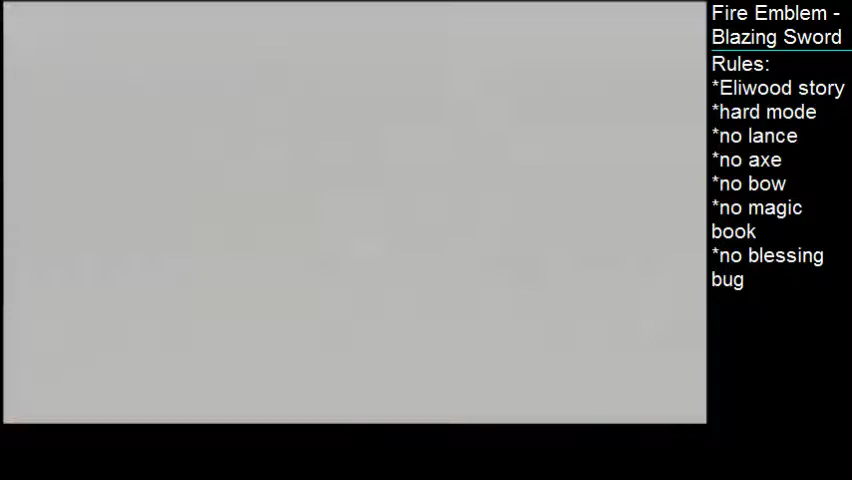 Fire Emblem -
Blazing Sword
Rules:
*Eliwood story
*hard mode
*no lance
*no axe
*no bow
*no magic
book
*no blessing
bug